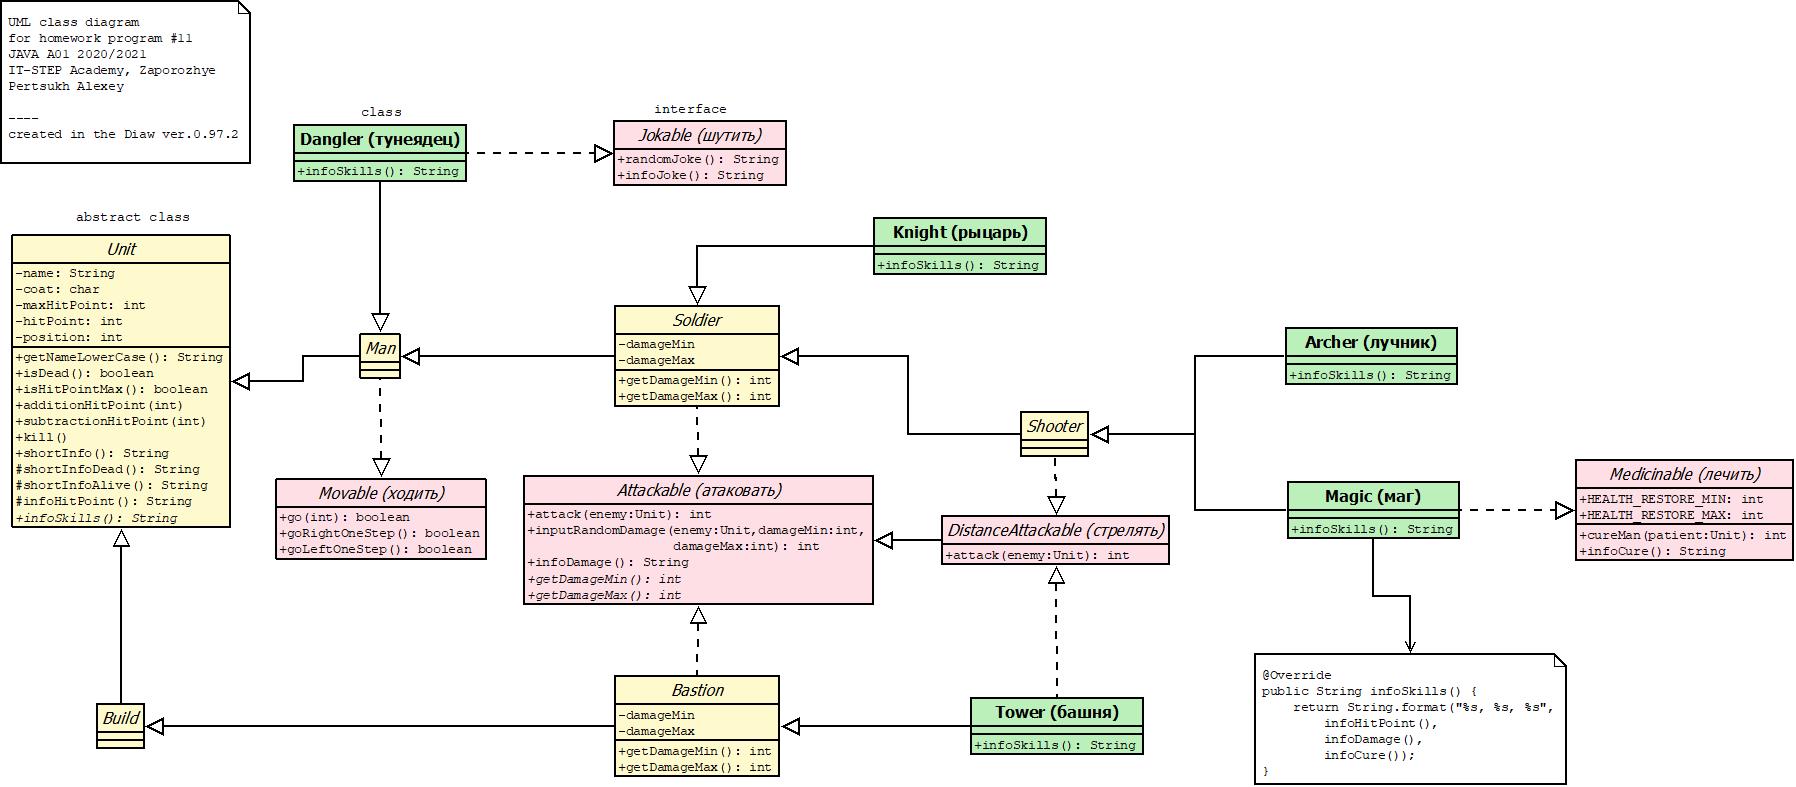 UML class diagram
for homework program #11
JAVA A01 2020/2021
IT-STEP Academy, Zaporozhye
Pertsukh Alexey
----
created in the Diaw ver.0.97.2
class
Dangler (тунеядец)
+infoSkills(): String
interface
Jokable (шутить)
+randomJoke(): String
+infoJoke(): String
abstract class
Unit
-name: String
-coat: char
-maxHitPoint: int
-hitPoint: int
-position: int
+getNameLowerCase(): String
+isDead(): boolean
+isHitPointMax(): boolean
+additionHitPoint(int)
+subtractionHitPoint(int)
+kill()
+shortInfo(): String
#shortInfoDead(): String
#shortInfoAlive(): String
#infoHitPoint(): String
+infoSkills(): String
Knight (рыцарь)
+infoSkills(): String
Man
Soldier
-damageMin
-damageMax
+getDamageMin(): int
+getDamageMax(): int
Archer (лучник)
+infoSkills(): String
Shooter
Movable (ходить)
+go(int): boolean
+goRightOneStep(): boolean
+goLeftOneStep(): boolean
Attackable (атаковать)
+attack(enemy:Unit): int
+inputRandomDamage(enemy:Unit,damageMin:int,
damageMax:int): int
+infoDamage(): String
+getDamageMin(): int
+getDamageMax(): int
DistanceAttackable (стрелять)
+attack(enemy:Unit): int
Magic (маг)
+infoSkills(): String
Medicinable (лечить)
+HEALTH_RESTORE_MIN: int
+HEALTH_RESTORE_MAX: int
+cureMan(patient:Unit): int
+infoCure(): String
Build
Bastion
-damageMin
-damageMax
+getDamageMin(): int
+getDamageMax(): int
Tower (башня)
+infoSkills(): String
@Override
public String infoSkills() {
return String.format("%s, %s, %s",
infoHitPoint(),
infoDamage(),
infoCure());
}